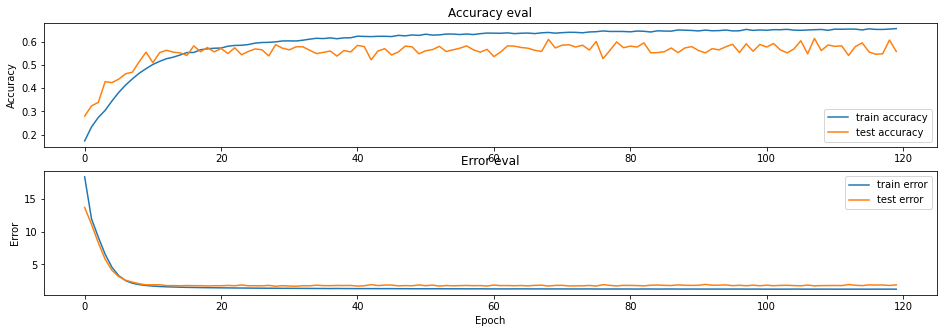 Accuracy eval
Accuracy
0.6
0.5
0.4
0.3
0.2
train accuracy
test accuracy
0 20 40 60 80 100 120
Error eval
Error
15
10
5
train error
test error
0 20 40 60 80 100 120
Epoch